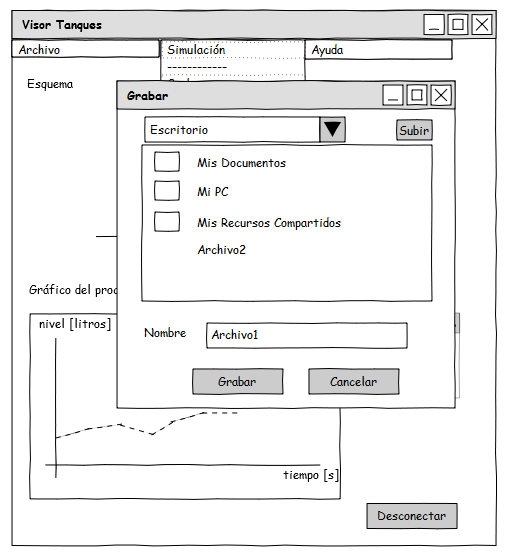 Visor Tanques
Archivo
Simulación
Ayuda
------------
Esquema
Grabar
Escritorio
Subir
Mis Documentos
Mi PC
Mis Recursos Compartidos
Archivo2
Nombre
Archivo1
Grabar
Cancelar
Gráfico del proc
nivel [litros]
tiempo [s]
Desconectar